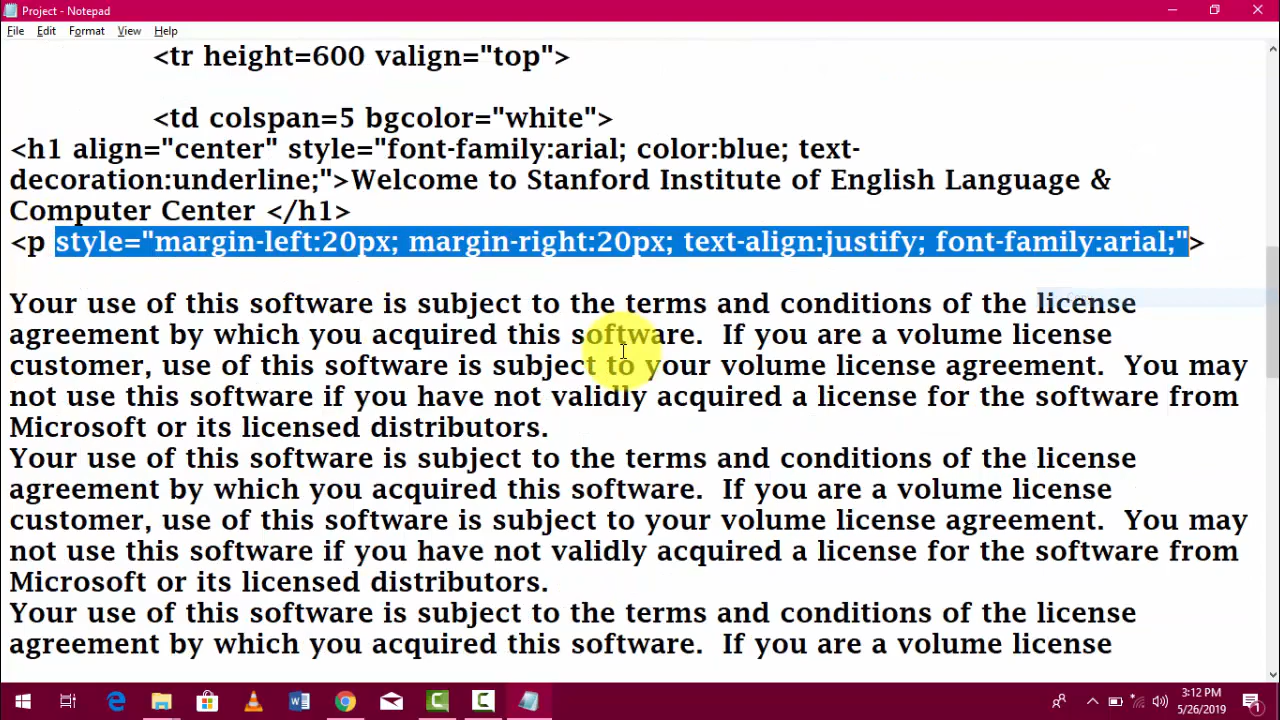 Project - Notepad
File Edit Format View Help
<tr height=600 valign="top">
<td colspan=5 bgcolor="white">
<h1 align="center" style="font-family:arial; color:blue; text-
decoration:underline;">Welcome to Stanford Institute of English Language &
Computer Center </h1>
<p style="margin-left:20px; margin-right:20px; text-align:justify; font-family:arial;">
Your use of this software is subject to the terms and conditions of the license
agreement by which you acquired this software.  If you are a volume license
customer, use of this software is subject to your volume license agreement.  You may
not use this software if you have not validly acquired a license for the software from
Microsoft or its licensed distributors.
Your use of this software is subject to the terms and conditions of the license
agreement by which you acquired this software.  If you are a volume license
customer, use of this software is subject to your volume license agreement.  You may
not use this software if you have not validly acquired a license for the software from
Microsoft or its licensed distributors.
Your use of this software is subject to the terms and conditions of the license
agreement by which you acquired this software.  If you are a volume license
3:12 PM
5/26/2019
1